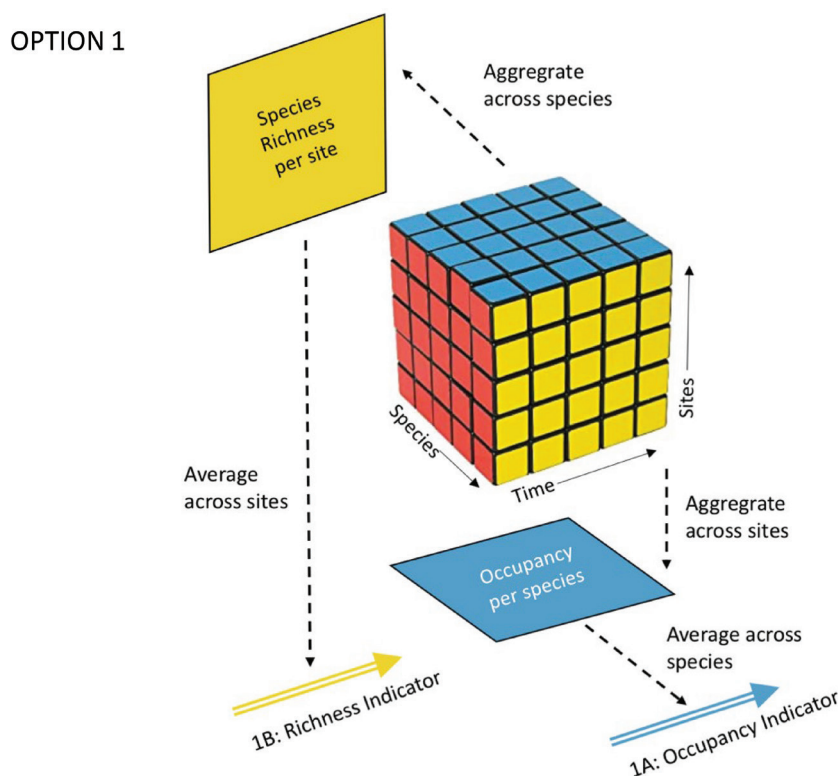 OPTION 1
Aggregrate
across species
Species
Richness
per site
Sites
Species
Time
Average
across sites
Aggregrate
across sites
Occupancy
per species
Average across
species
1B: Richness Indicator
1A: Occupancy Indicator